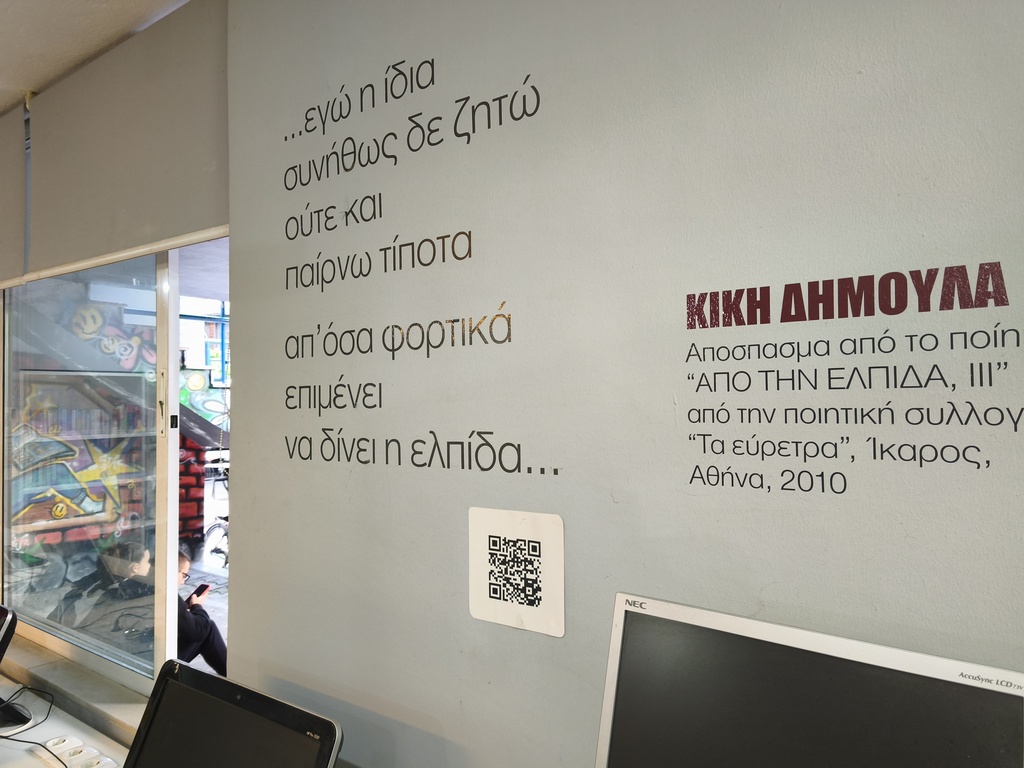 ...εγώ η ίδια
συνήθως δε ζητώ
ούτε και
παίρνω τίποτα
απ'όσα φορτικά
επιμένει
να δίνει η ελπίδα...
ΚΙΚΗ ΔΗΜΟΥΛΑ
Αποσπασμα από το ποίη
“ΑΠΟ ΤΗΝ ΕΛΠΙΔΑ, ΙΙΙ”
από την ποιητική συλλογ
“Τα εύρετρα”, Ίκαρος,
Αθήνα, 2010
NEC
AccuSync LCD